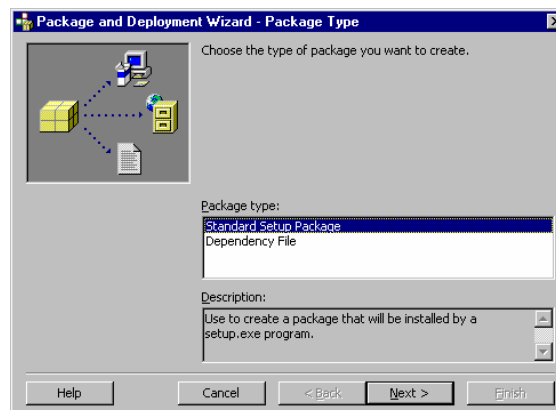 Package and Deployment Wizard - Package Type
Choose the type of package you want to create.
Package type:
Standard Setup Package
Dependency File
Description:
Use to create a package that will be installed by a
setup.exe program.
Help
Cancel
< Back
Next >
Finish